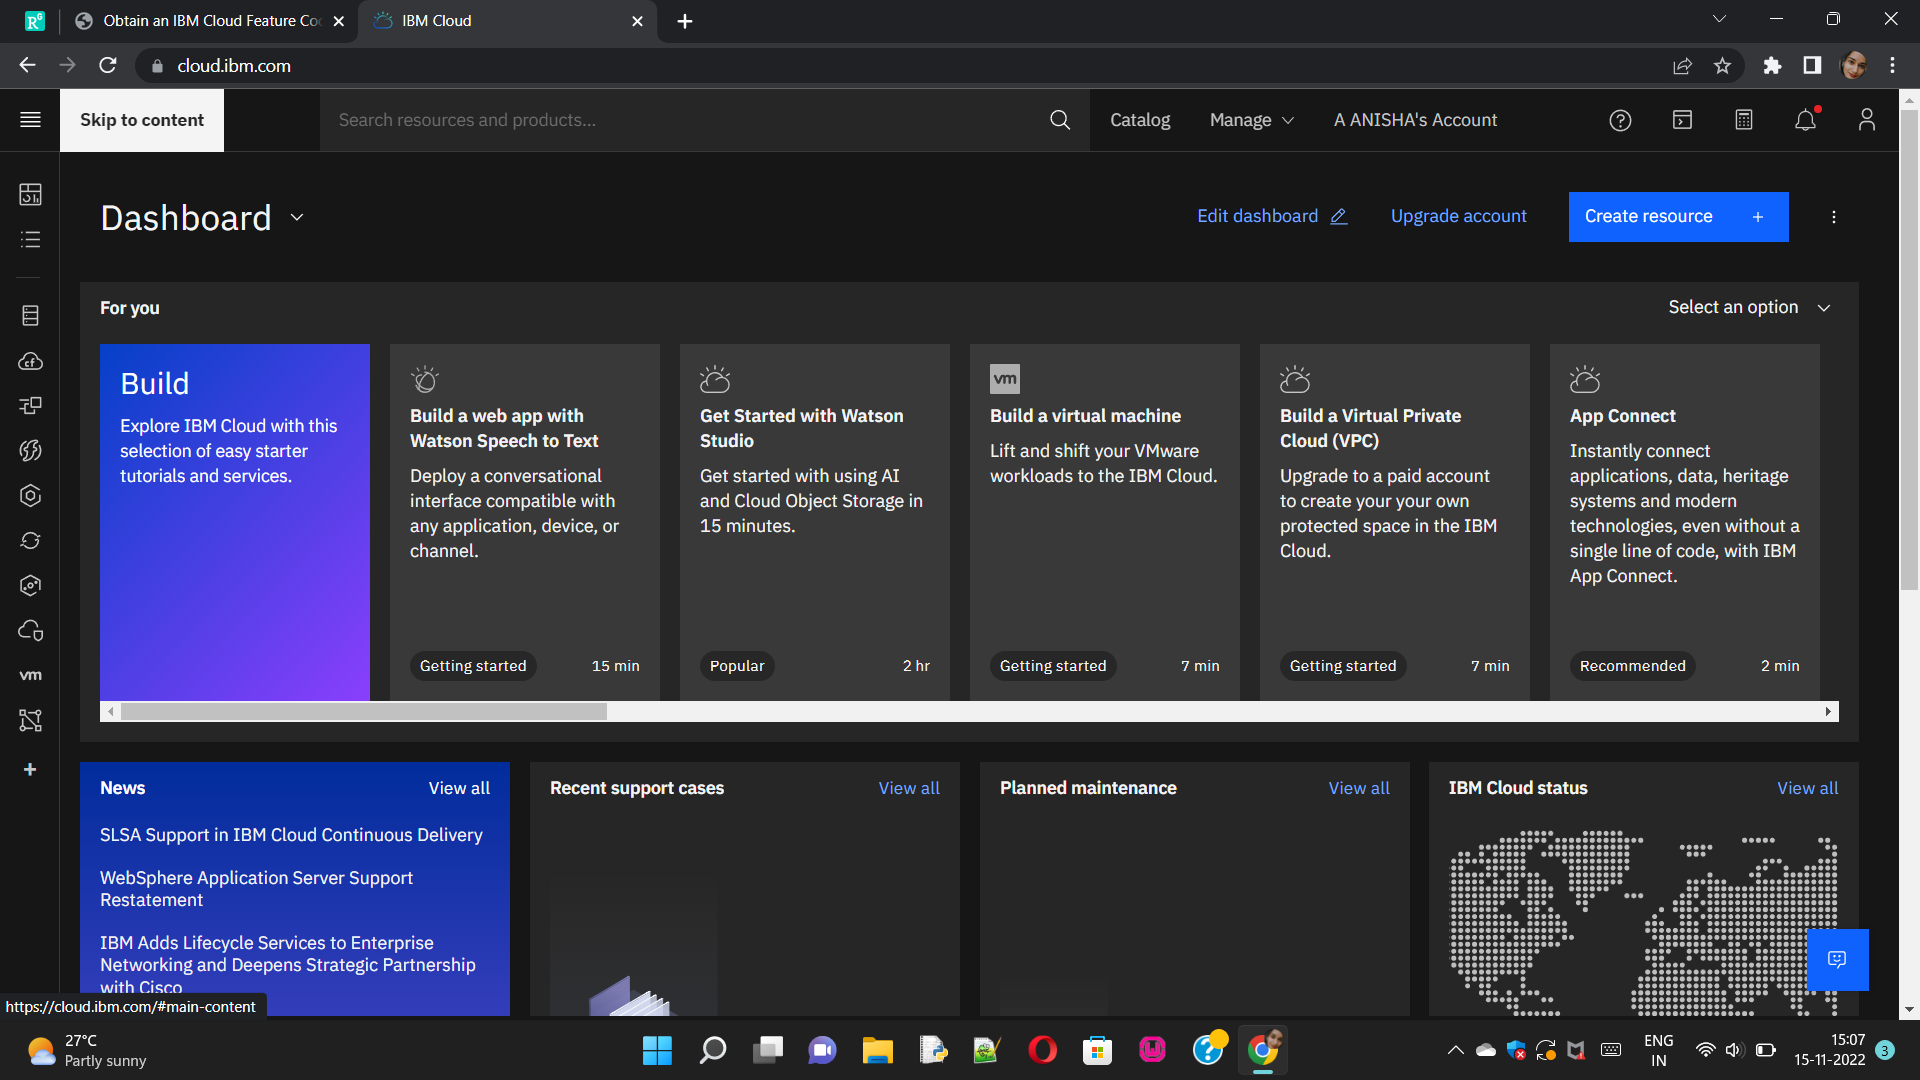 Obtain an IBM Cloud Feature Co
IBM Cloud
cloud.ibm.com
Skip to content
Search resources and products...
Catalog
Manage
A ANISHA's Account
Dashboard
Edit dashboard
Upgrade account
Create resource +
For you
Select an option
Build
Explore IBM Cloud with this
selection of easy starter
tutorials and services.
Build a web app with
Watson Speech to Text
Deploy a conversational
interface compatible with
any application, device, or
channel.
Getting started
15 min
Get Started with Watson
Studio
Get started with using AI
and Cloud Object Storage in
15 minutes.
Popular
2 hr
vm
Build a virtual machine
Lift and shift your VMware
workloads to the IBM Cloud.
Getting started
7 min
Build a Virtual Private
Cloud (VPC)
Upgrade to a paid account
to create your your own
protected space in the IBM
Cloud.
Getting started
7 min
App Connect
Instantly connect
applications, data, heritage
systems and modern
technologies, even without a
single line of code, with IBM
App Connect.
Recommended
2 min
vm
News
View all
SLSA Support in IBM Cloud Continuous Delivery
WebSphere Application Server Support
Restatement
IBM Adds Lifecycle Services to Enterprise
Networking and Deepens Strategic Partnership
with Cisco
Recent support cases
View all
Planned maintenance
View all
IBM Cloud status
View all
https://cloud.ibm.com/#main-content
27°C
Partly sunny
ENG
IN
15:07
15-11-2022
3